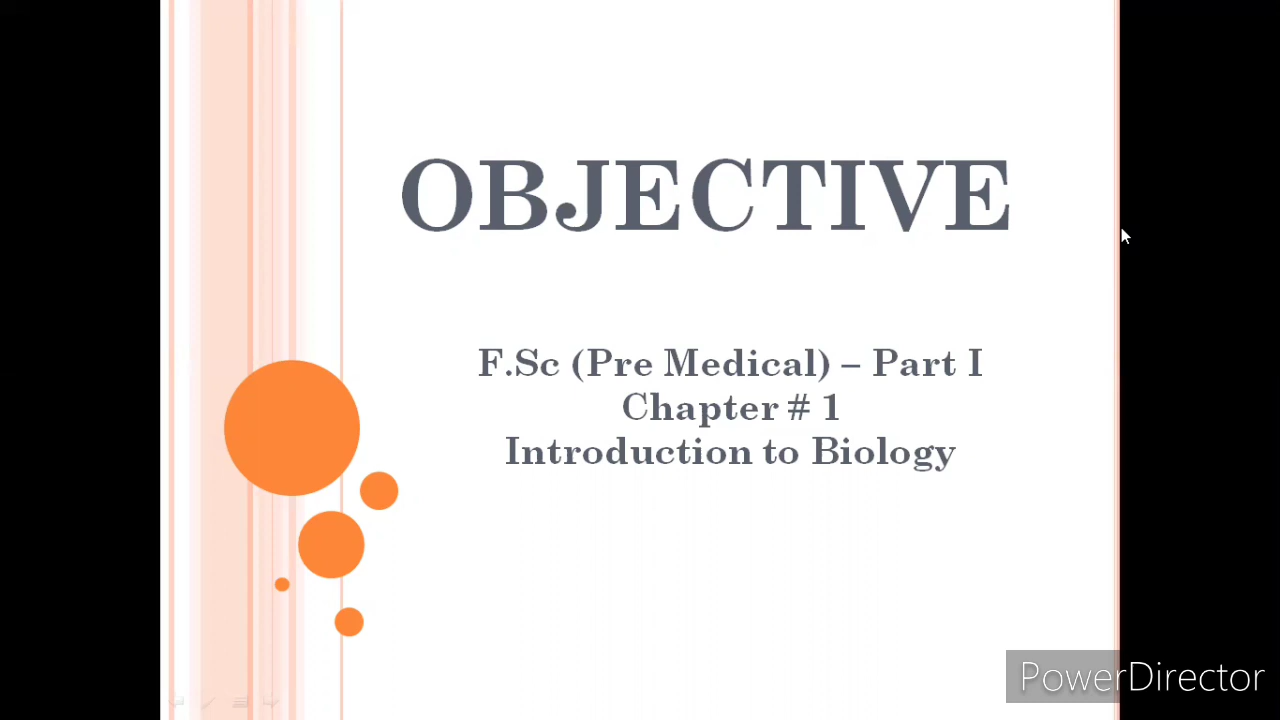 OBJECTIVE
F.Sc (Pre Medical) – Part I
Chapter # 1
Introduction to Biology
PowerDirector